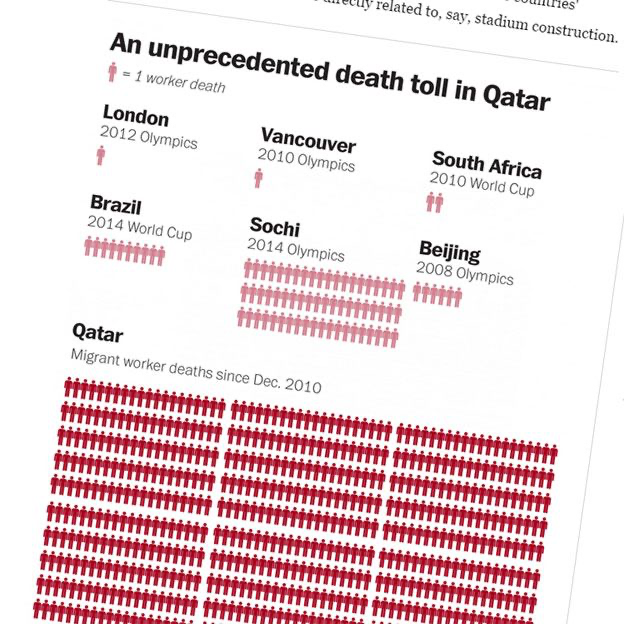 countries'
directly related to, say, stadium construction.
An unprecedented death toll in Qatar
= 1 worker death
London
2012 Olympics
Vancouver
2010 Olympics
South Africa
2010 World Cup
Brazil
2014 World Cup
Sochi
2014 Olympics
Beijing
2008 Olympics
Qatar
Migrant worker deaths since Dec. 2010